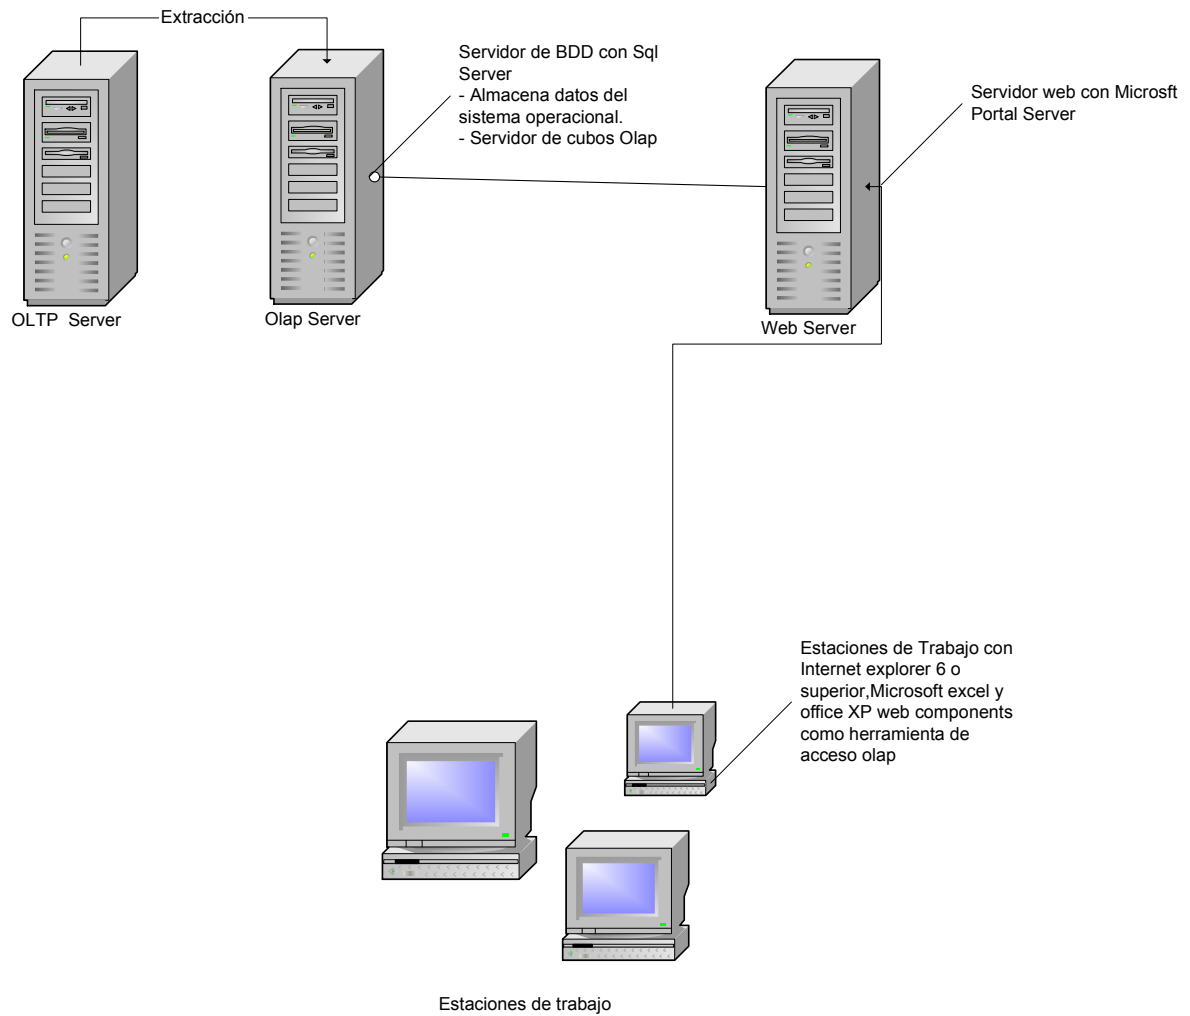 Extracción
Servidor de BDD con Sql
Server
- Almacena datos del
sistema operacional.
- Servidor de cubos Olap
Servidor web con Microsft
Portal Server
OLTP  Server
Olap Server
Web Server
Estaciones de Trabajo con
Internet explorer 6 o
superior,Microsoft excel y
office XP web components
como herramienta de
acceso olap
Estaciones de trabajo